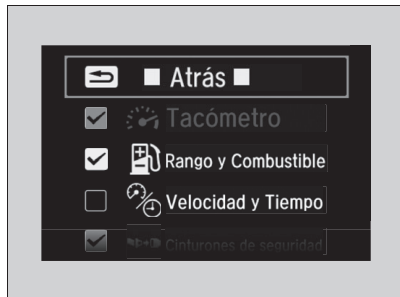 Atrás
Tacómetro
Rango y Combustible
Velocidad y Tiempo
Cinturones de seguridad